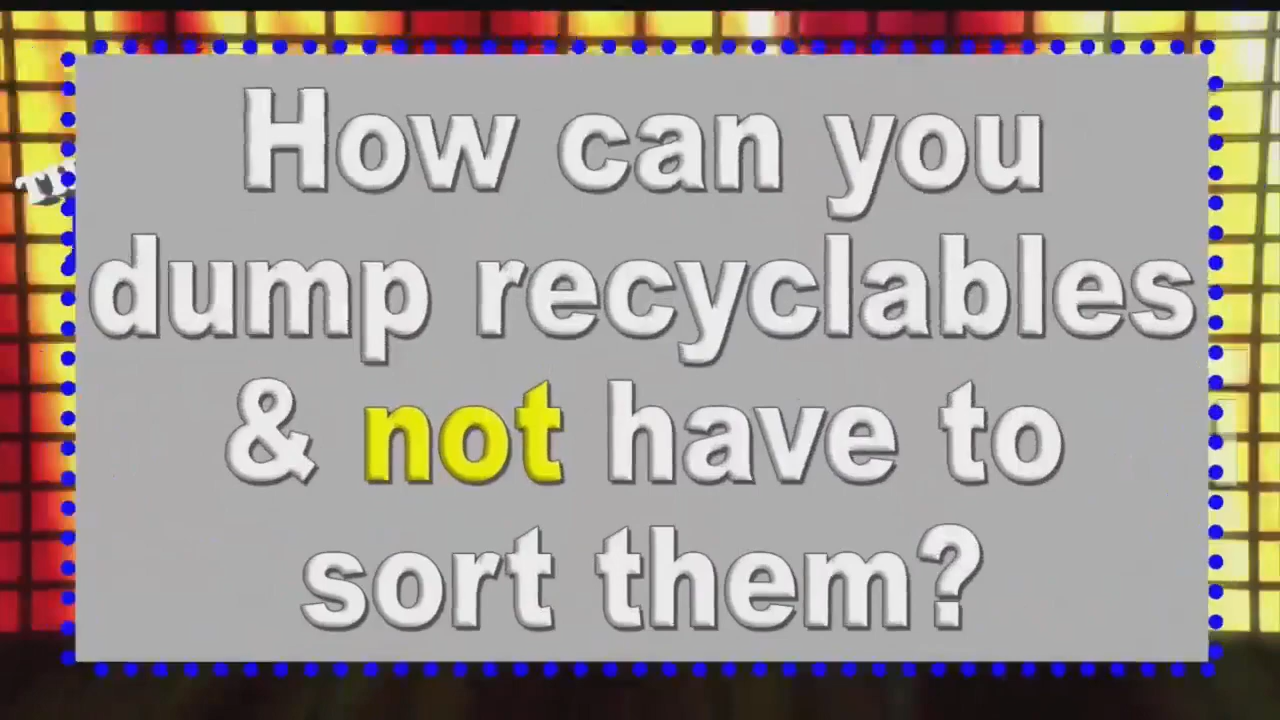 How can you
dump recyclables
& not have to
sort them?